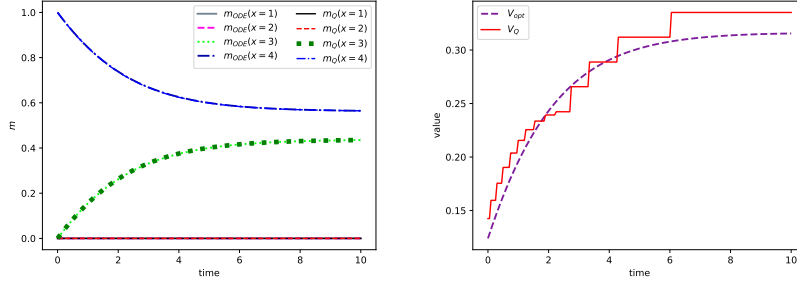 m_ODE(x = 1)
m_ODE(x = 2)
m_ODE(x = 3)
m_ODE(x = 4)
m_Q(x = 1)
m_Q(x = 2)
m_Q(x = 3)
m_Q(x = 4)
1.0
0.8
0.6
0.4
0.2
0.0
m
0 2 4 6 8 10
time
V_opt
V_Q
0.30
0.25
0.20
0.15
value
0 2 4 6 8 10
time